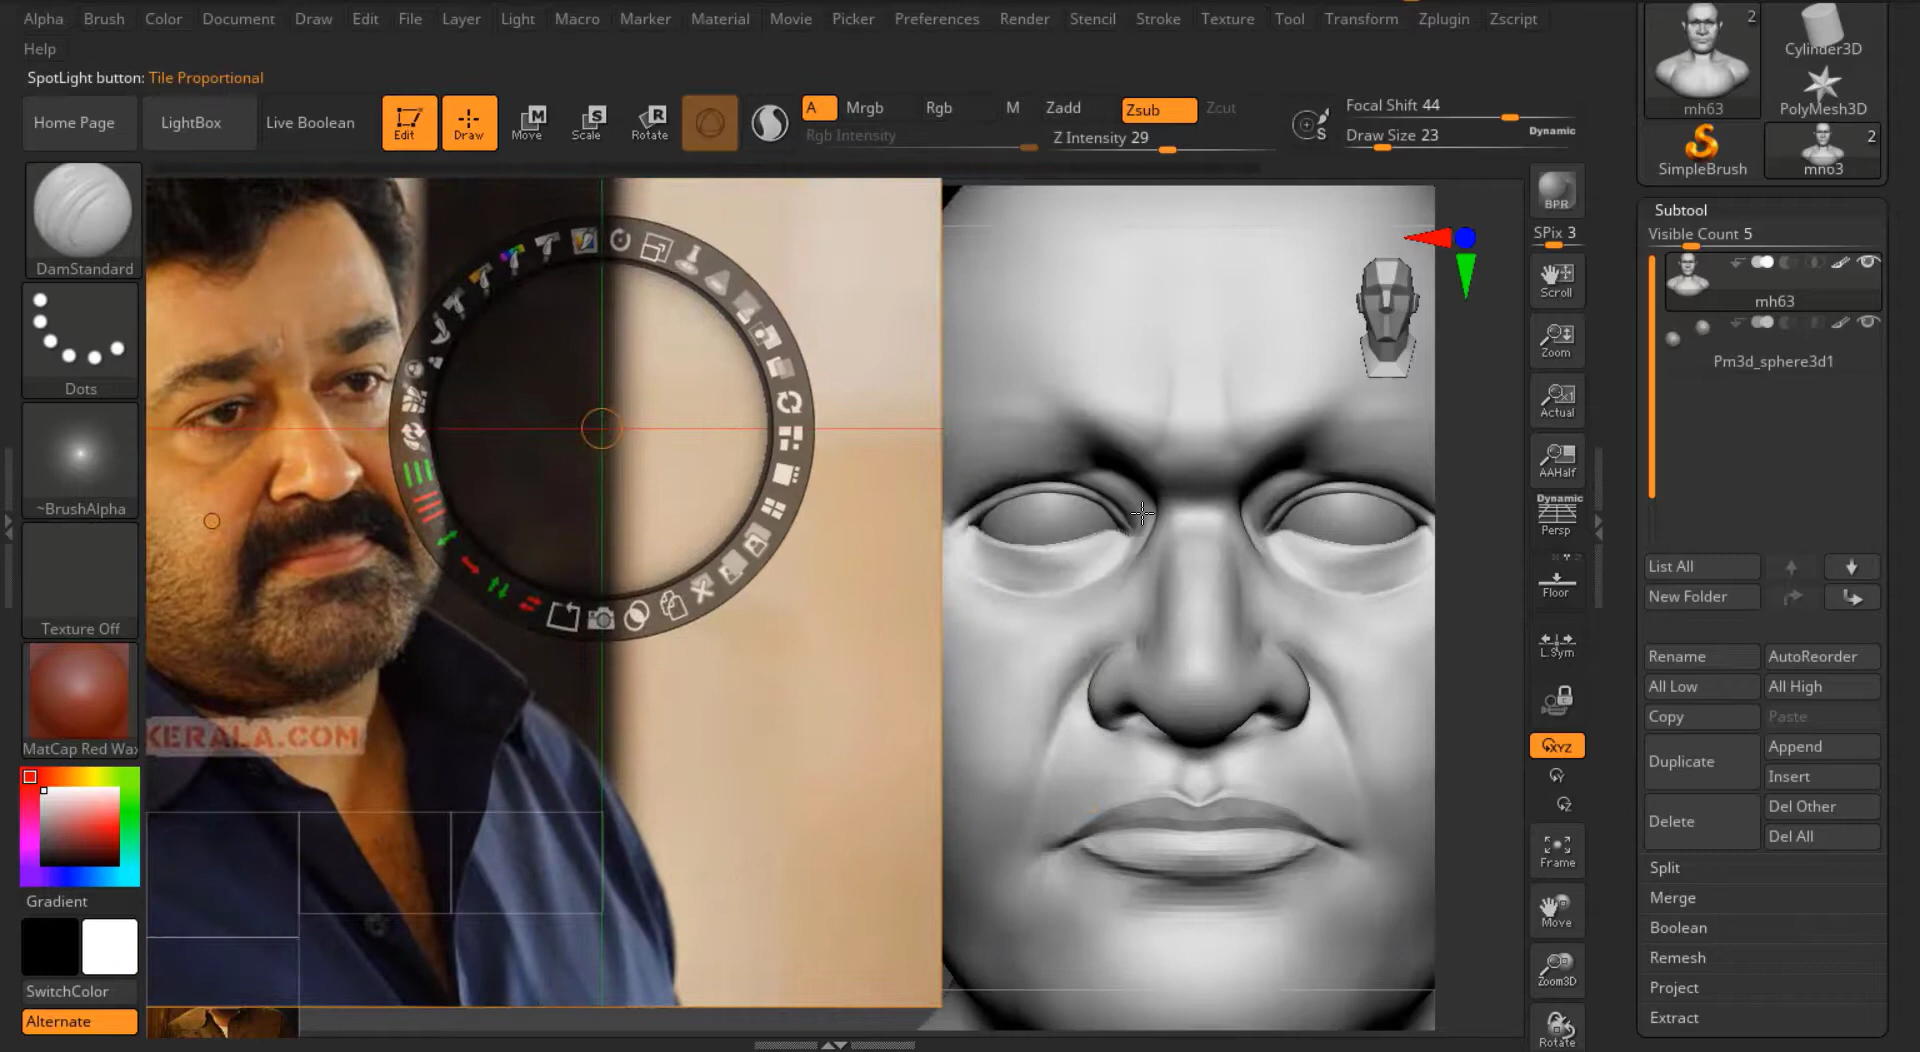 Alpha Brush Color Document Draw Edit File Layer Light Macro Marker Material Movie Picker Preferences Render Stencil Stroke Texture Tool Transform Zplugin Zscript
Help
SpotLight button: Tile Proportional
Home Page
LightBox
Live Boolean
Edit
Draw
Move
Scale
Rotate
A
Mrgb
Rgb
M
Zadd
Zsub
Zcut
Rgb Intensity
Z Intensity 29
Focal Shift 44
Draw Size 23
Dynamic
DamStandard
Dots
~BrushAlpha
Texture Off
MatCap Red Wax
Gradient
SwitchColor
Alternate
KERALA.COM
BPR
SPix 3
Scroll
Zoom
Actual
AAHalf
Dynamic
Persp
Floor
L.Sym
XYZ
Y
Z
Frame
Move
Zoom3D
Rotate
2
mh63
Cylinder3D
PolyMesh3D
SimpleBrush
2
mno3
Subtool
Visible Count 5
mh63
Pm3d_sphere3d1
List All
New Folder
Rename AutoReorder
All Low All High
Copy Paste
Duplicate
Append
Insert
Delete
Del Other
Del All
Split
Merge
Boolean
Remesh
Project
Extract